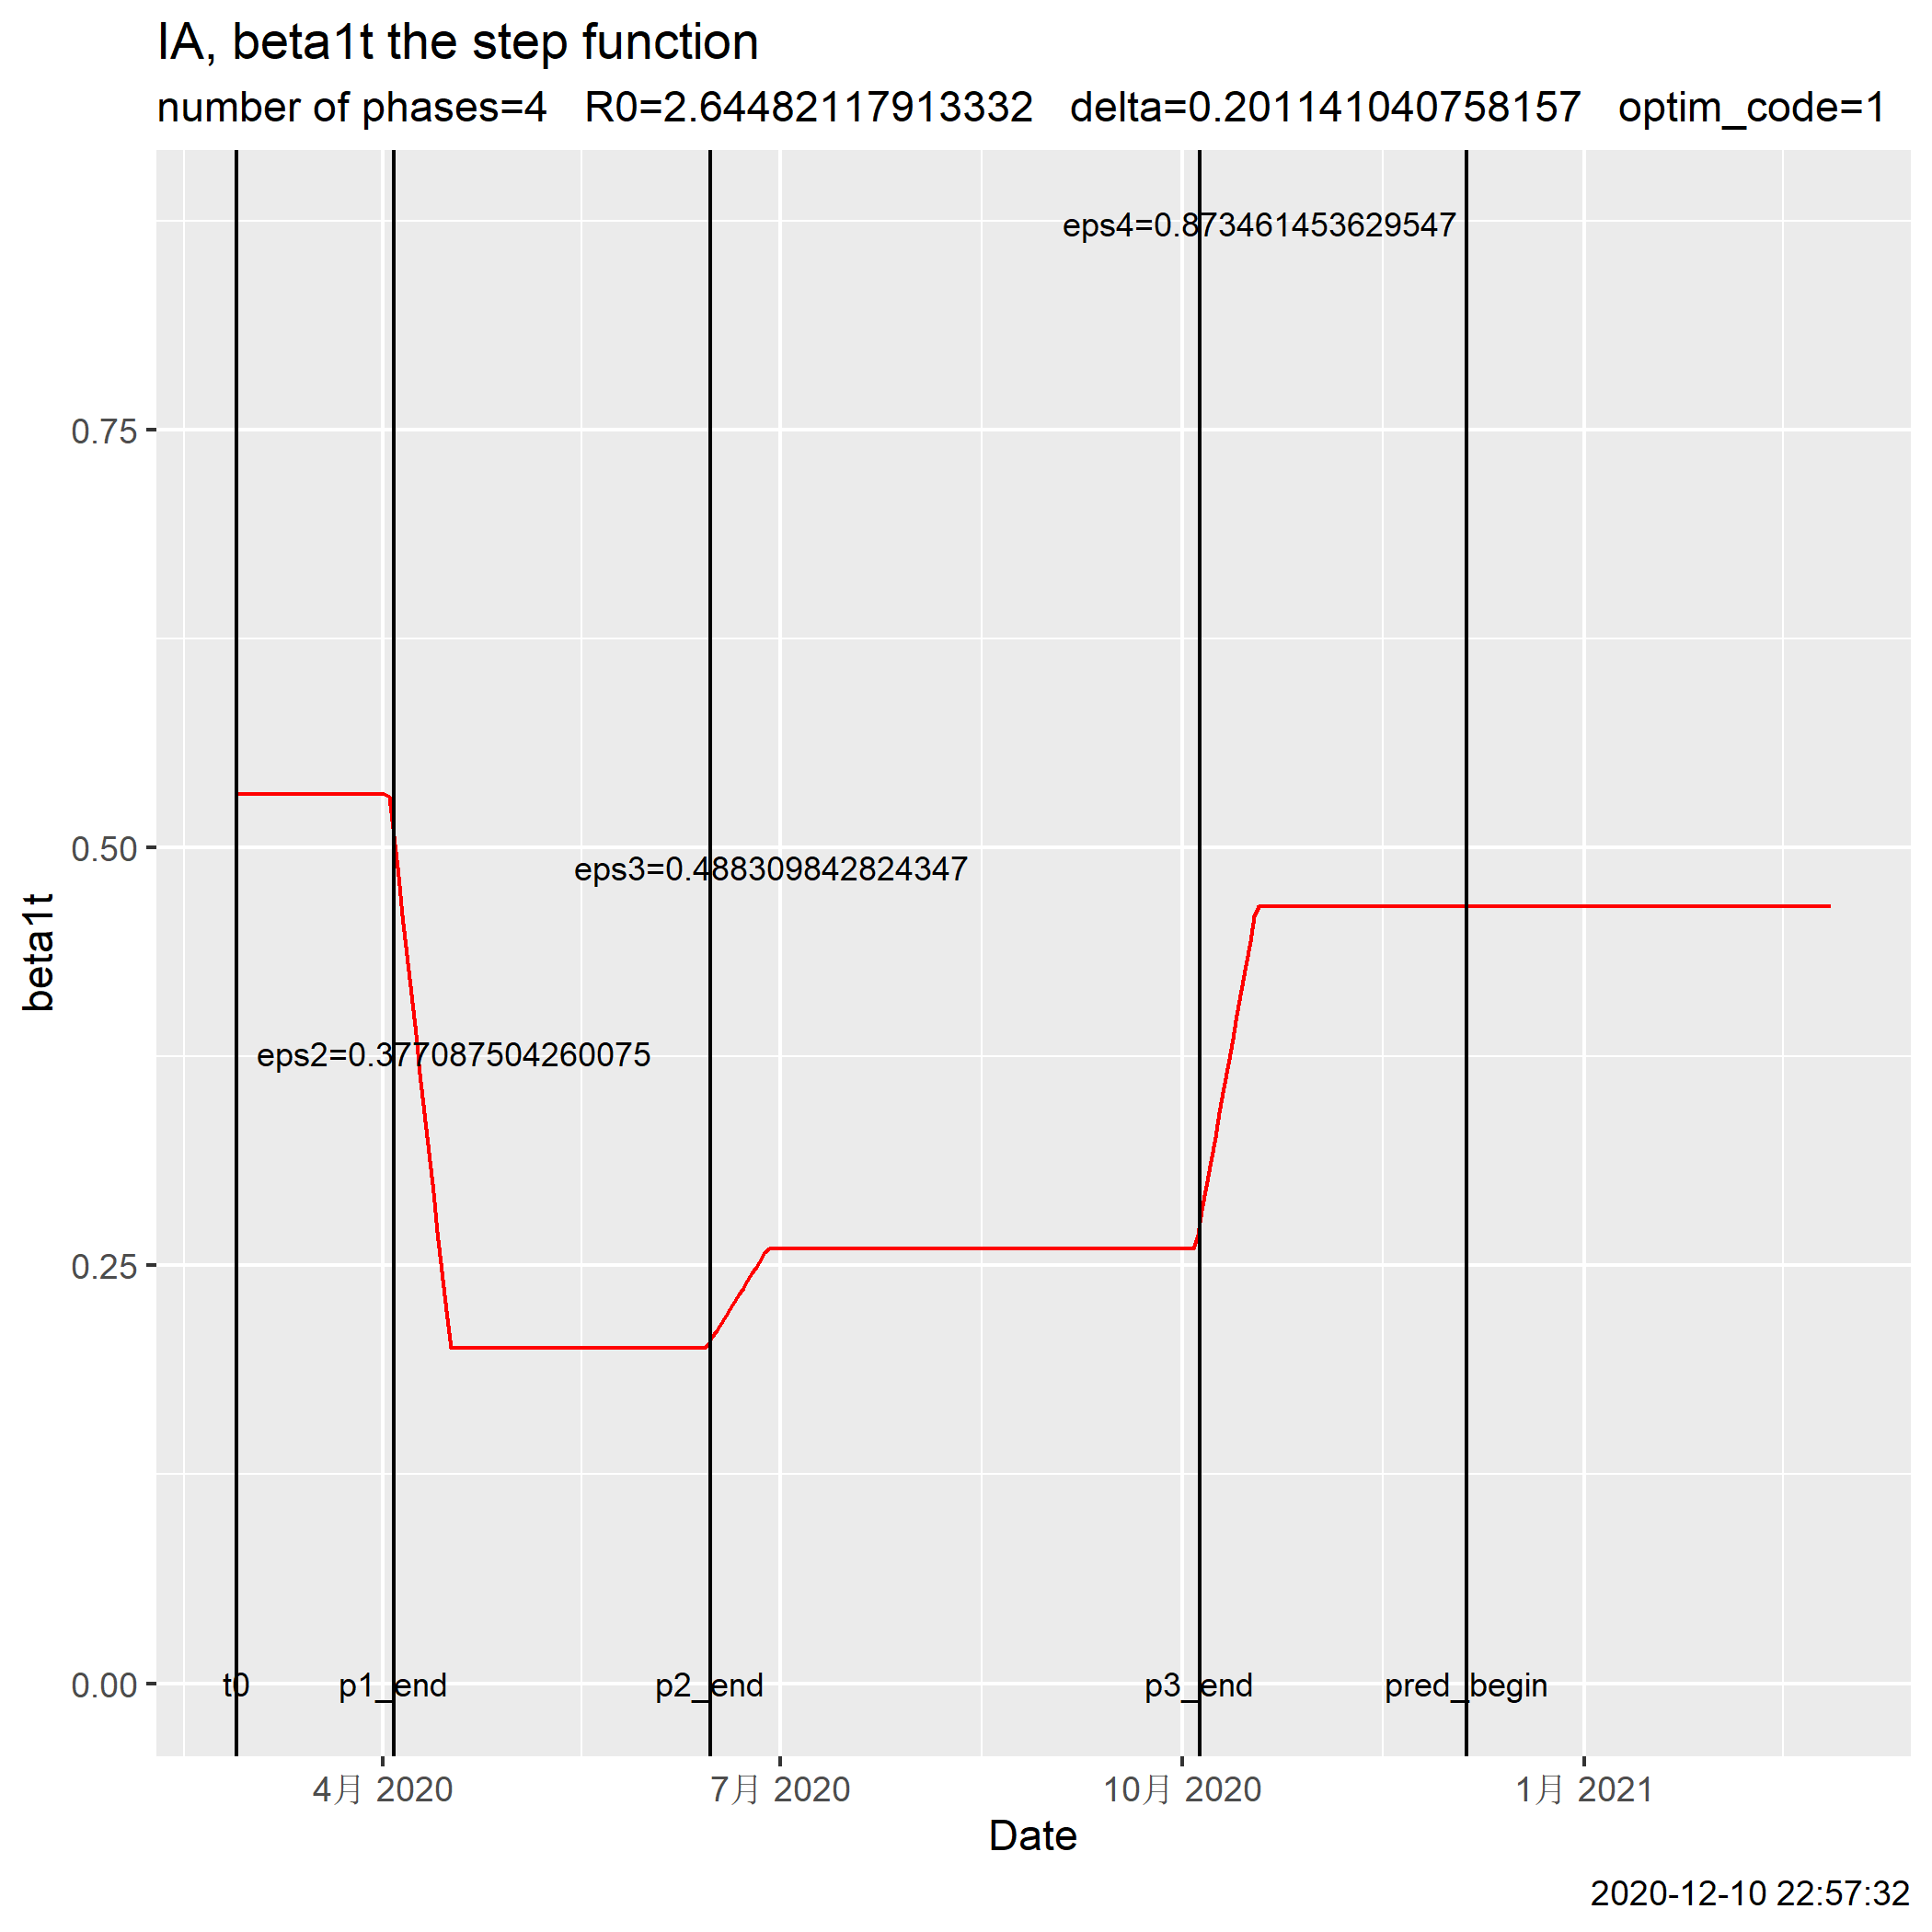 IA, beta1t the step function
number of phases=4 R0=2.64482117913332 delta=0.201141040758157 optim_code=1
eps4=0.873461453629547
0.75
0.50
eps3=0.488309842824347
beta1t
eps2=0.377087504260075
0.25
0.00
t0 p1_end p2_end p3_end pred_begin
4月 2020 7月 2020 10月 2020 1月 2021
Date
2020-12-10 22:57:32